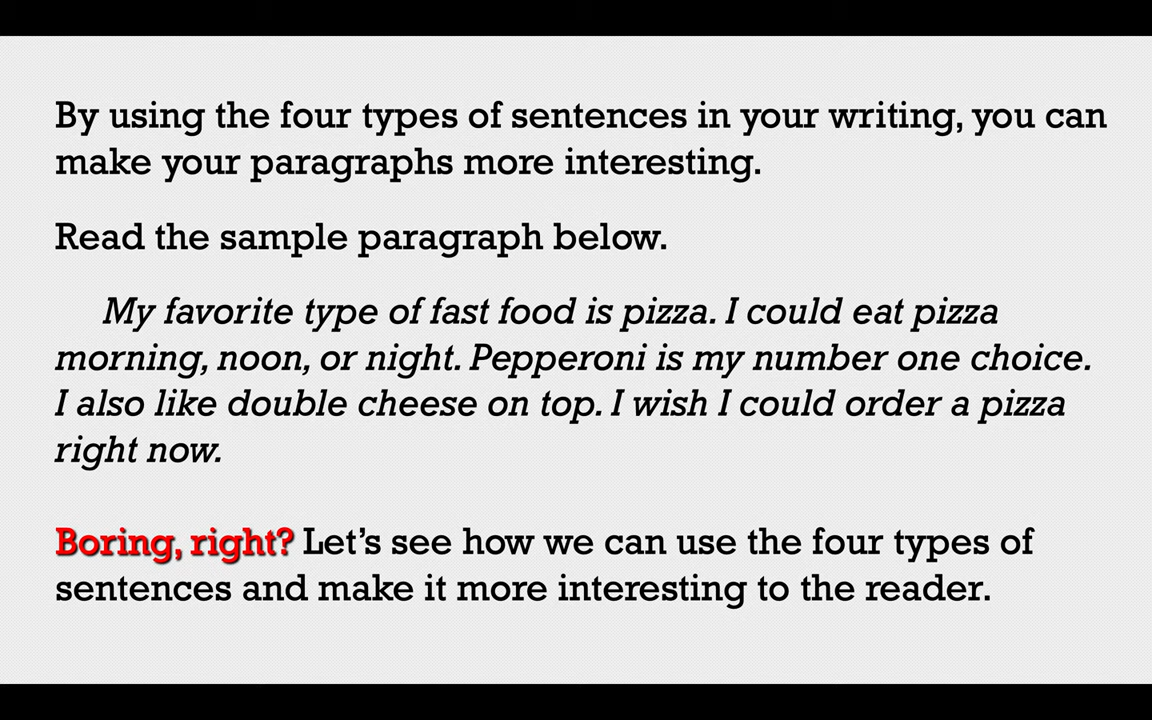 By using the four types of sentences in your writing, you can
make your paragraphs more interesting.
Read the sample paragraph below.
My favorite type of fast food is pizza. I could eat pizza
morning, noon, or night. Pepperoni is my number one choice.
I also like double cheese on top. I wish I could order a pizza
right now.
Boring, right? Let’s see how we can use the four types of
sentences and make it more interesting to the reader.